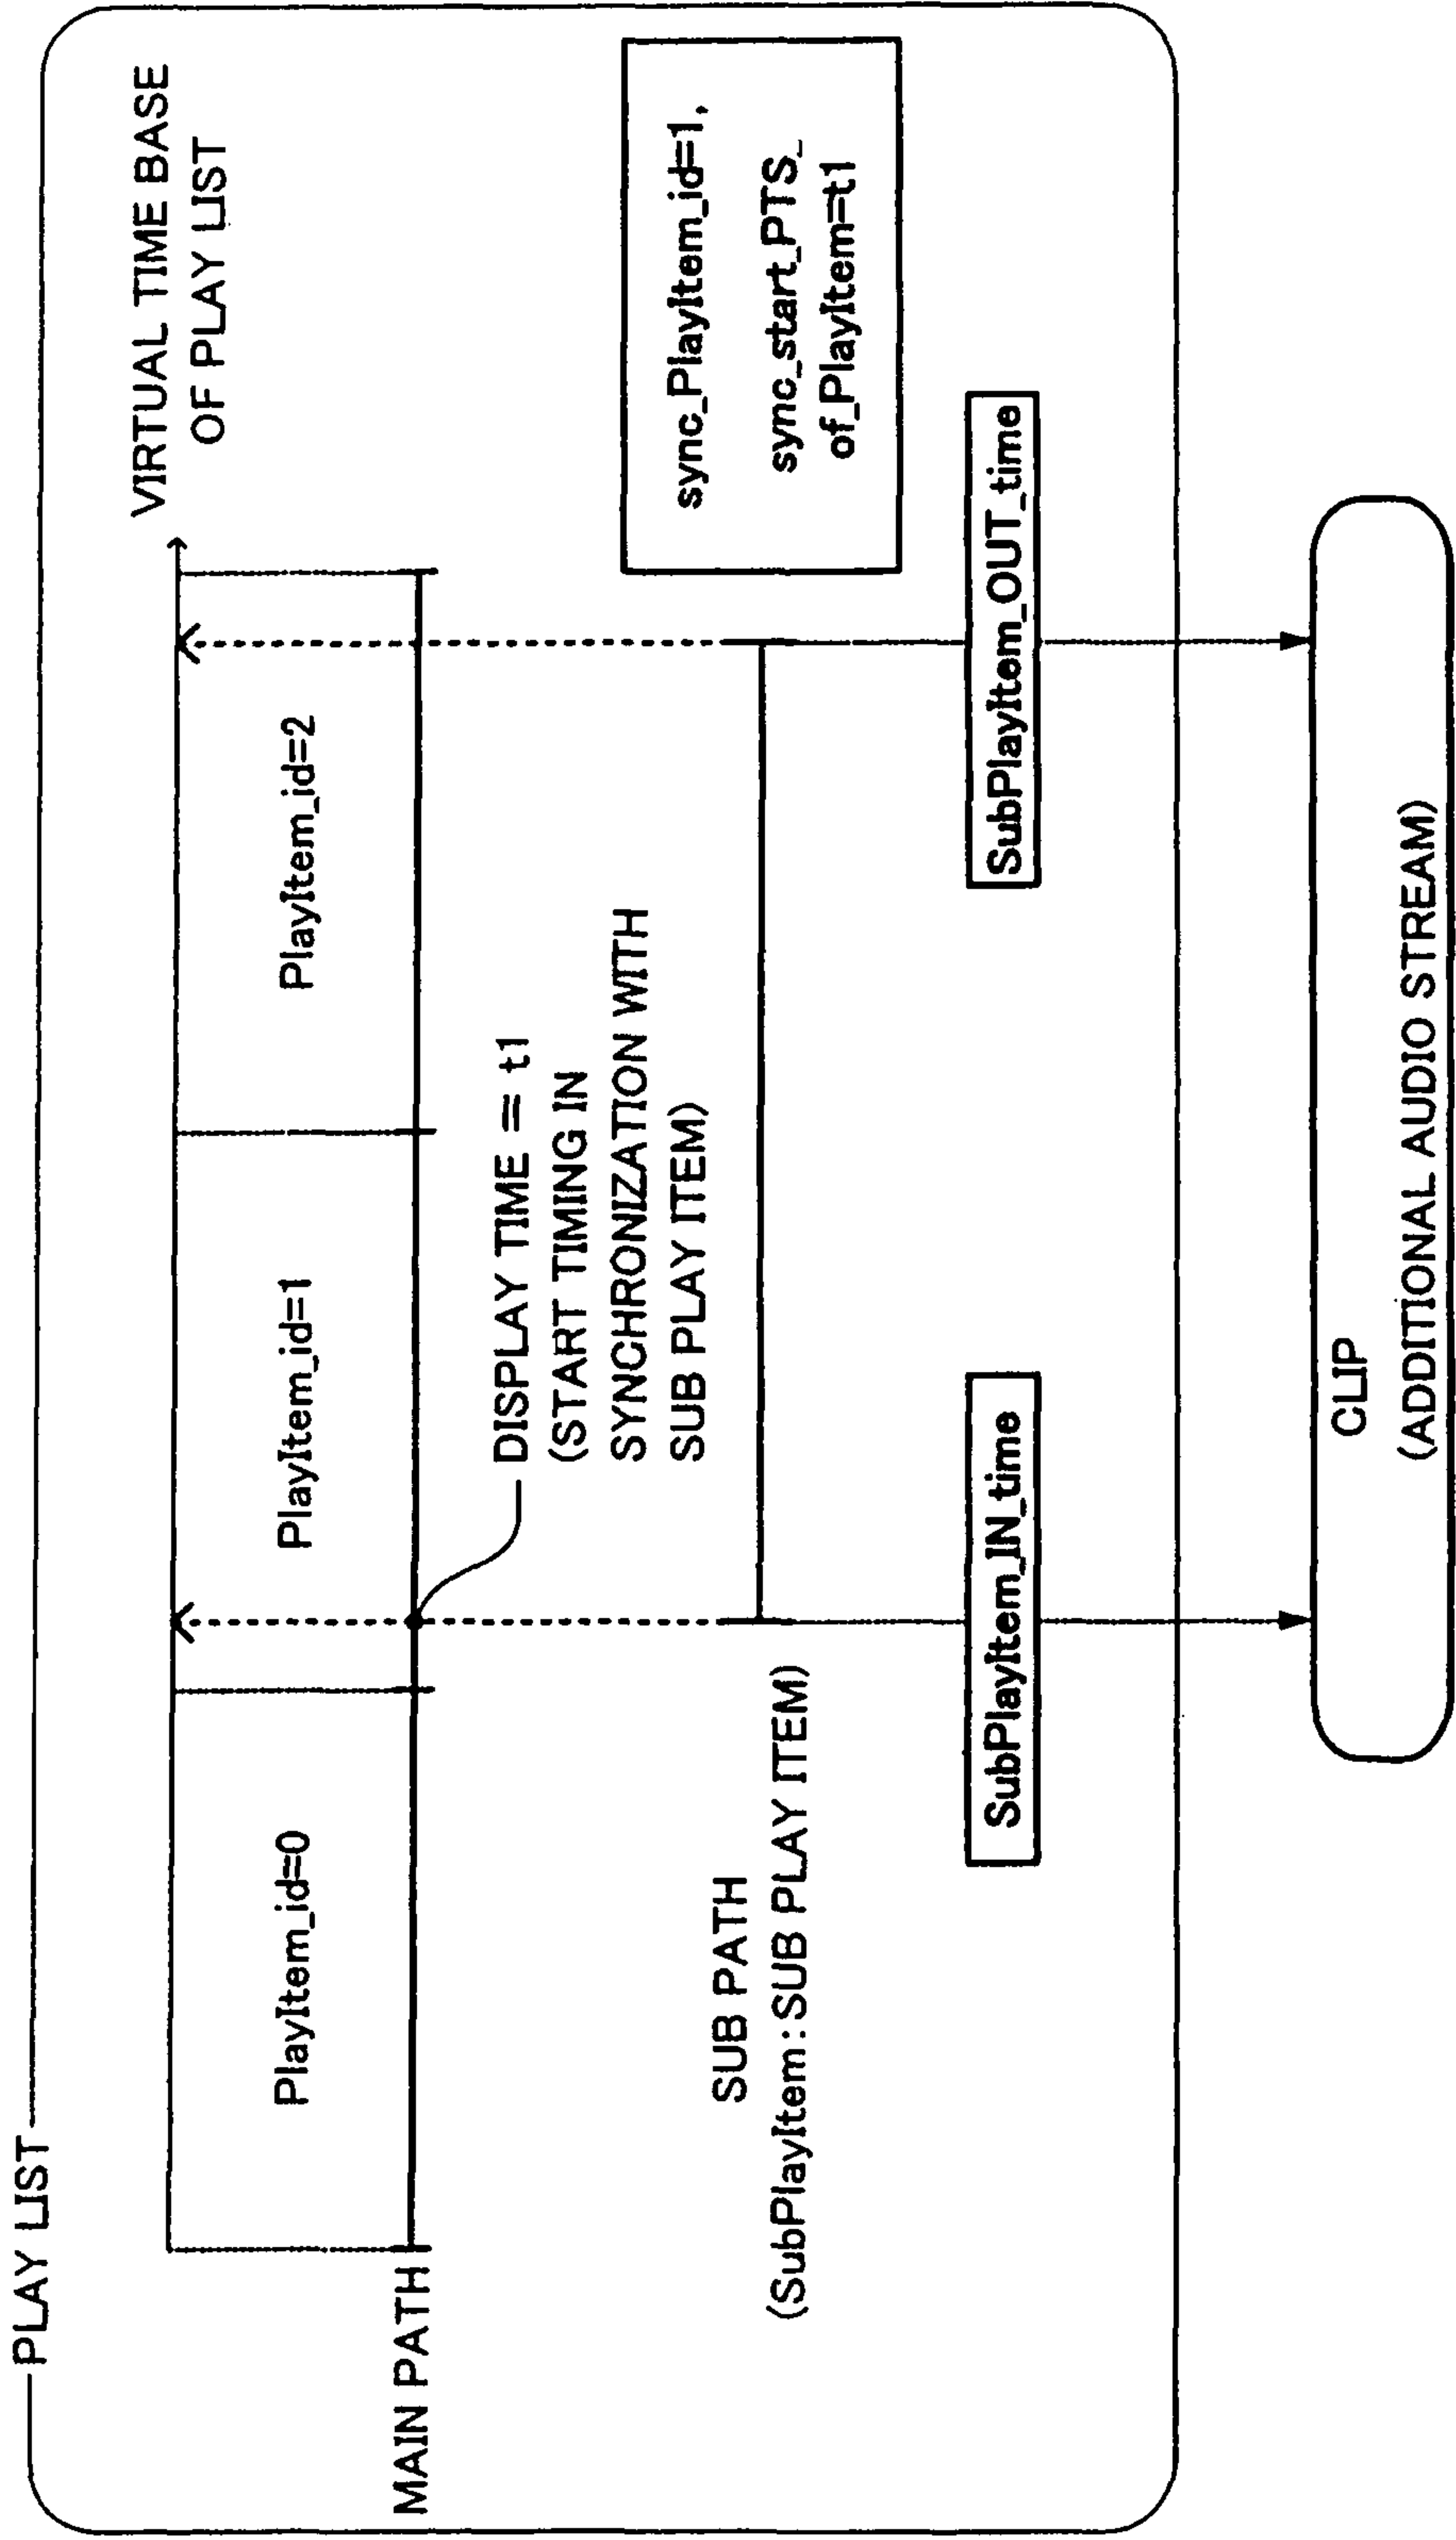 PLAY LIST
VIRTUAL TIME BASE
OF PLAY LIST
PlayItem_id=0
PlayItem_id=1
PlayItem_id=2
MAIN PATH
DISPLAY TIME = t1
(START TIMING IN
SYNCHRONIZATION WITH
SUB PLAY ITEM)
sync_PlayItem_id=1,
sync_start_PTS_
of_PlayItem=t1
SUB PATH
(SubPlayItem:SUB PLAY ITEM)
SubPlayItem_IN_time
SubPlayItem_OUT_time
CLIP
(ADDITIONAL AUDIO STREAM)